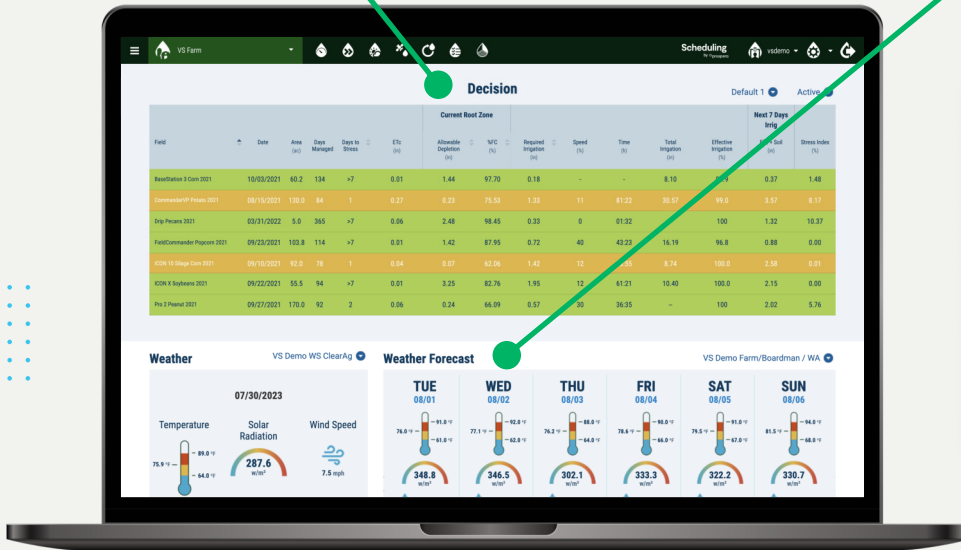 VS Farm
Scheduling
By Prospera
vsdemo
Decision
Default 1
Active
Current Root Zone
Next 7 Days Irrig
Field Date Area (ac) Days Managed Days to Stress ETc (in) Allowable Depletion (in) %FC (%) Required Irrigation (in) Speed (%) Time (h) Total Irrigation (in) Effective Irrigation (%) Soil (in) Stress Index (%)
BaseStation 3 Corn 2021 10/03/2021 60.2 134 >7 0.01 1.44 97.70 0.18 - - 8.10 0.37 1.48
CommanderVP Potato 2021 08/15/2021 130.0 84 1 0.27 0.23 75.53 1.33 11 81:22 30.57 99.0 3.57 8.17
Drip Pecans 2021 03/31/2022 5.0 365 >7 0.06 2.48 98.45 0.33 0 01:32 100 1.32 10.37
FieldCommander Popcorn 2021 09/23/2021 103.8 114 >7 0.01 1.42 87.95 0.72 40 43:23 16.19 96.8 0.88 0.00
ICON 10 Silage Corn 2021 09/10/2021 92.0 78 1 0.04 0.07 62.06 1.42 12 8.74 100.0 2.58 0.01
ICON X Soybeans 2021 09/22/2021 55.5 94 >7 0.01 3.25 82.76 1.95 12 61:21 10.40 100.0 2.15 0.00
Pro 2 Peanut 2021 09/27/2021 170.0 92 2 0.06 0.24 66.09 0.57 30 36:35 -- 100 2.02 5.76
Weather
VS Demo WS ClearAg
07/30/2023
Temperature Solar Radiation Wind Speed
89.0 °F
75.9 °F
64.0 °F
287.6
w/m²
7.5 mph
Weather Forecast
VS Demo Farm/Boardman / WA
TUE WED THU FRI SAT SUN
08/01 08/02 08/03 08/04 08/05 08/06
91.0 °F 92.0 °F 88.0 °F 90.0 °F 91.0 °F 94.0 °F
76.0 °F 77.1 °F 76.2 °F 78.6 °F 79.5 °F 81.5 °F
61.0 °F 62.0 °F 64.0 °F 66.0 °F 67.0 °F 68.0 °F
348.8 346.5 302.1 333.3 322.2 330.7
w/m² w/m² w/m² w/m² w/m² w/m²